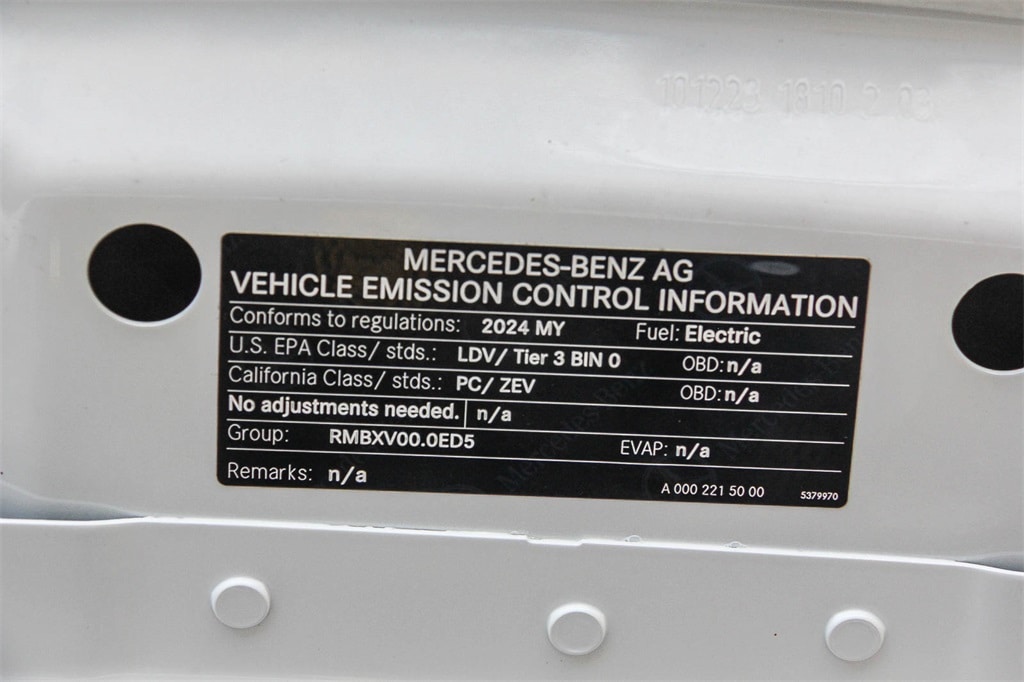 101223 1810 2 03
MERCEDES-BENZ AG
VEHICLE EMISSION CONTROL INFORMATION
Conforms to regulations: 2024 MY Fuel: Electric
U.S. EPA Class/ stds.: LDV/ Tier 3 BIN 0 OBD: n/a
California Class/ stds.: PC/ ZEV OBD: n/a
No adjustments needed. n/a
Group: RMBXV00.0ED5 EVAP: n/a
Remarks: n/a A 000 221 50 00 5379970